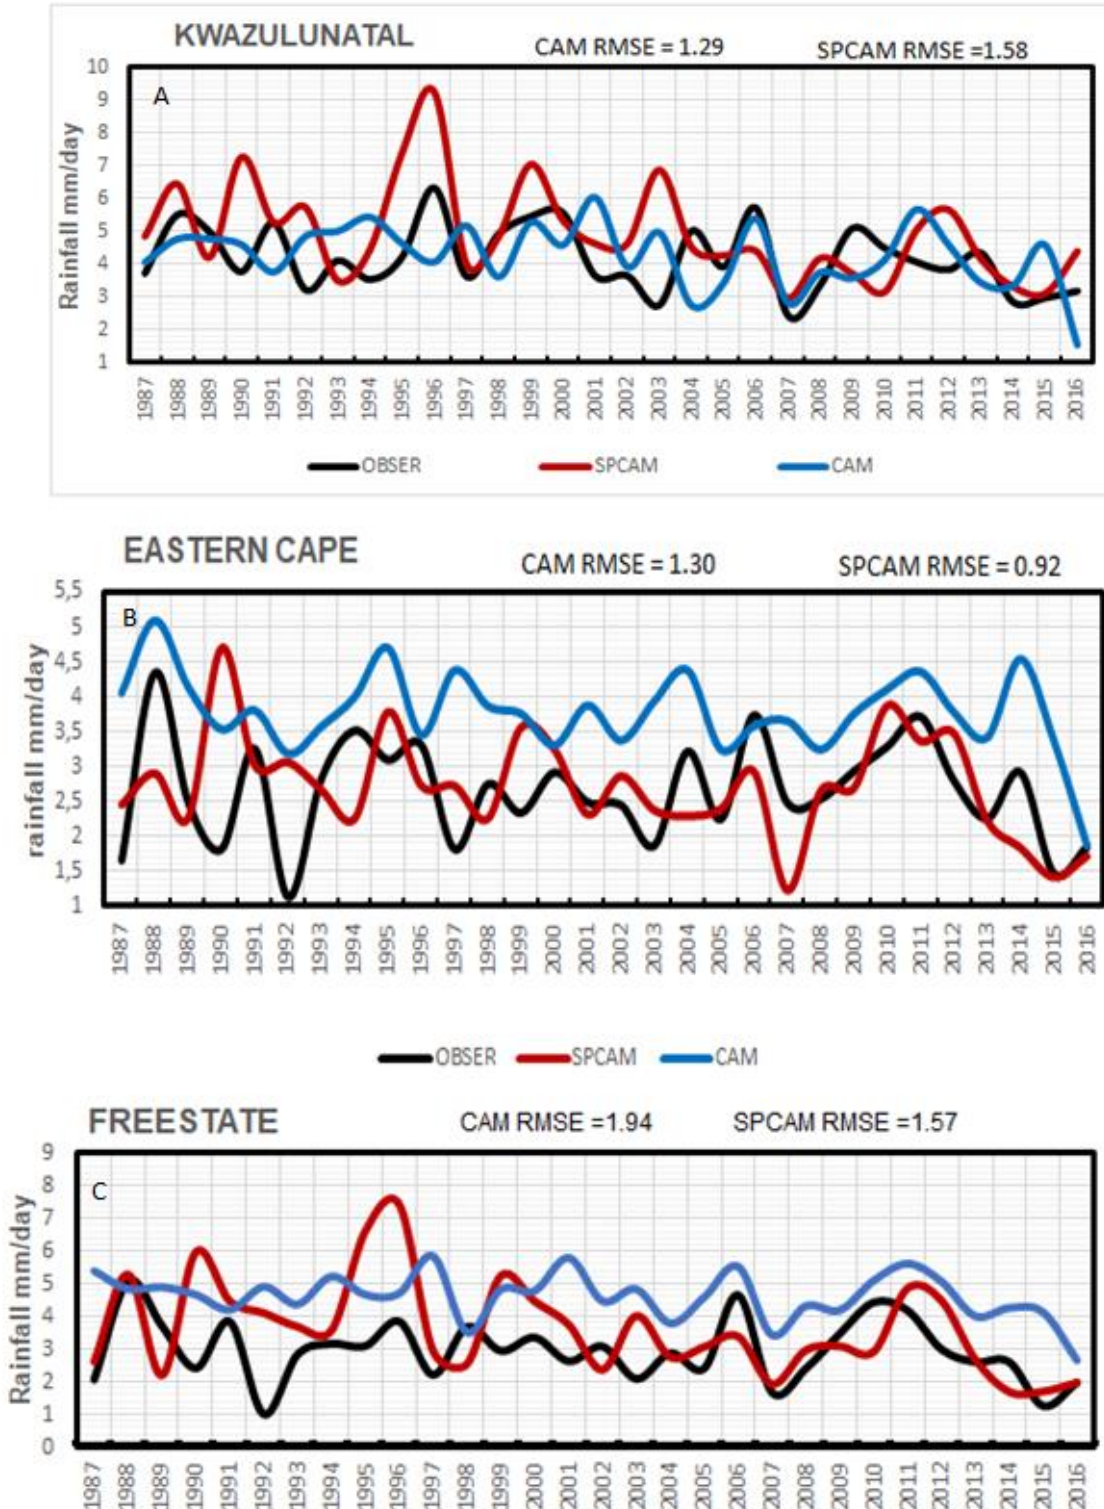 KWAZULUNATAL CAM RMSE = 1.29 SPCAM RMSE =1.58
A
Rainfall mm/day
10
9
8
7
6
5
4
3
2
1
1987 1988 1989 1990 1991 1992 1993 1994 1995 1996 1997 1998 1999 2000 2001 2002 2003 2004 2005 2006 2007 2008 2009 2010 2011 2012 2013 2014 2015 2016
OBSER SPCAM CAM
EASTERN CAPE CAM RMSE = 1.30 SPCAM RMSE = 0.92
B
rainfall mm/day
5,5
5
4,5
4
3,5
3
2,5
2
1,5
1
1987 1988 1989 1990 1991 1992 1993 1994 1995 1996 1997 1998 1999 2000 2001 2002 2003 2004 2005 2006 2007 2008 2009 2010 2011 2012 2013 2014 2015 2016
OBSER SPCAM CAM
FREESTATE CAM RMSE =1.94 SPCAM RMSE =1.57
C
Rainfall mm/day
9
8
7
6
5
4
3
2
1
0
1987 1988 1989 1990 1991 1992 1993 1994 1995 1996 1997 1998 1999 2000 2001 2002 2003 2004 2005 2006 2007 2008 2009 2010 2011 2012 2013 2014 2015 2016